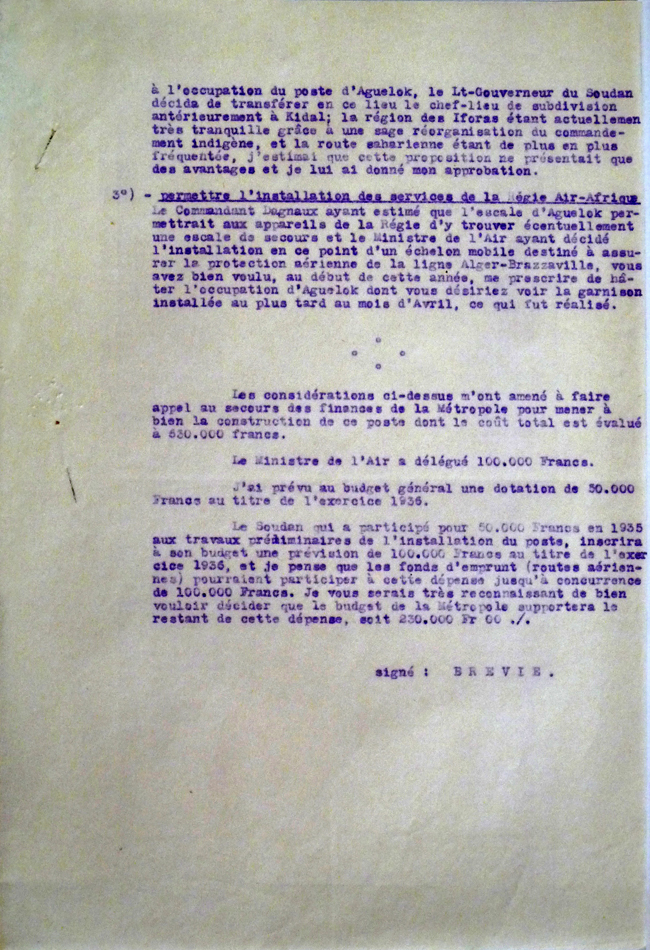 à l'occupation du poste d'Aguelok, le Lt-Gouverneur du Soudan
décida de transférer en ce lieu le chef-lieu de subdivision
antérieurement à Kidal; la région des Iforas étant actuellemen
très tranquille grâce à une sage réorganisation du commande-
ment indigène, et la route saharienne étant de plus en plus
fréquentée, j'estimai que cette proposition ne présentait que
des avantages et je lui ai donné mon approbation.
3°) - permettre l'installation des services de la Régie Air-Afrique
Le Commandant Dagnaux ayant estimé que l'escale d'Aguelok per-
mettrait aux appareils de la Régie d'y trouver écentuellement
une escale de secours et le Ministre de l'Air ayant décidé
l'installation en ce point d'un échelon mobile destiné à assu-
rer la protection aérienne de la ligne Alger-Brazzaville, vous
avez bien voulu, au début de cette année, me prescrire de hâ-
ter l'occupation d'Aguelok dont vous désiriez voir la garnison
installée au plus tard au mois d'Avril, ce qui fut réalisé.
Les considérations ci-dessus m'ont amené à faire
appel au secours des finances de la Métropole pour mener à
bien la construction de ce poste dont le coût total est évalué
à 530.000 francs.
Le Ministre de l'Air a délégué 100.000 Francs.
J'ai prévu au budget général une dotation de 50.000
Francs au titre de l'exercice 1936.
Le Soudan qui a participé pour 50.000 Francs en 1935
aux travaux préliminaires de l'installation du poste, inscrira
à son budget une prévision de 100.000 Francs au titre de l'exer
cice 1936, et je pense que les fonds d'emprunt (routes aérien-
nes) pourraient participer à cette dépense jusqu'à concurrence
de 100.000 Francs. Je vous serais très reconnaissant de bien
vouloir décider que le budget de la Métropole supportera le
restant de cette dépense, soit 230.000 Fr 00 ./.
signé : B R E V I E .